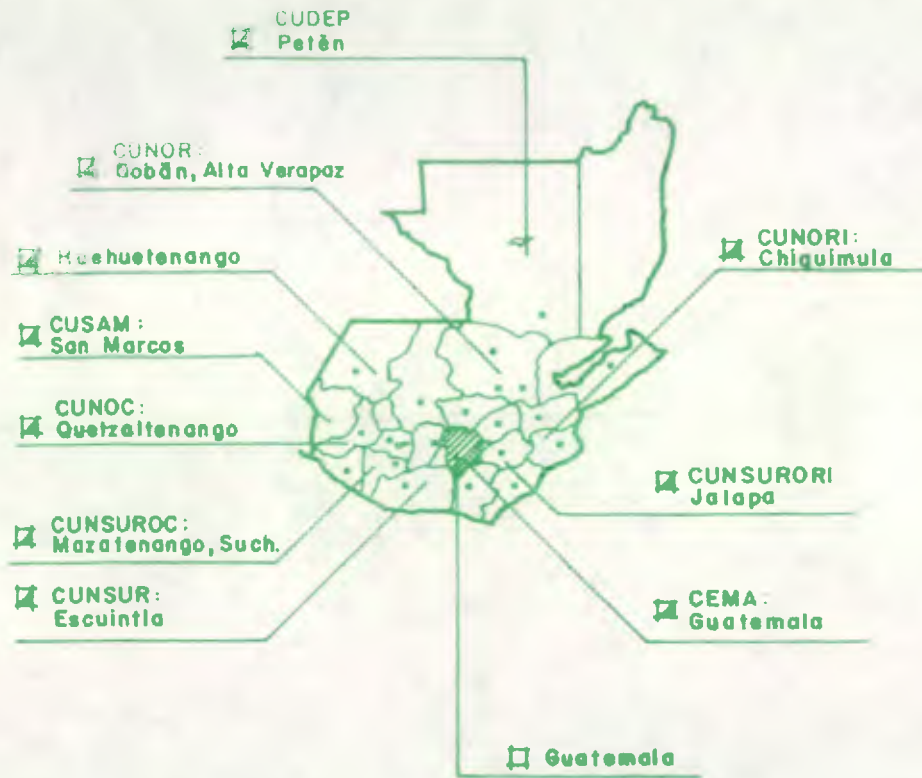 CUDEP
Petén
CUNOR:
Cobán, Alta Verapaz
Huehuetenango
CUNORI:
Chiquimula
CUSAM:
San Marcos
CUNOC:
Quetzaltenango
CUNSURORI
Jalapa
CUNSUROC:
Mazatenango, Such.
CUNSUR:
Escuintla
CEMA:
Guatemala
Guatemala